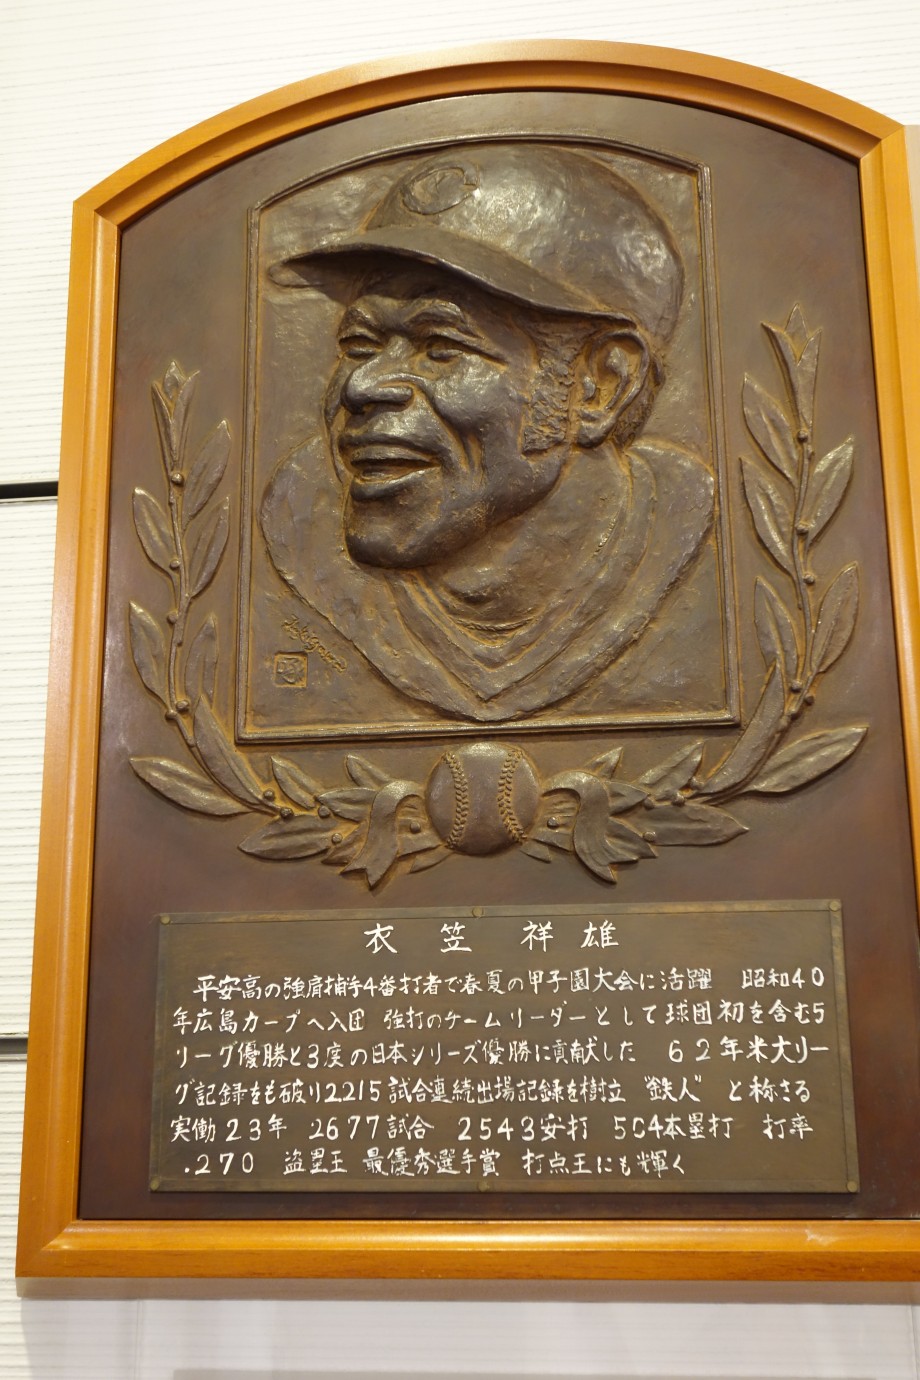 C
衣笠 祥雄
平安高の強肩捕手4番打者で春夏の甲子園大会に活躍 昭和40
年広島カープへ入団 強打のチームリーダーとして球団初を含む5
リーグ優勝と3度の日本シリーズ優勝に貢献した 62年米大リー
グ記録をも破り2215試合連続出場記録を樹立 "鉄人" と称さる
実働23年 2677試合 2543安打 504本塁打 打率
.270 盗塁王 最優秀選手賞 打点王にも輝く